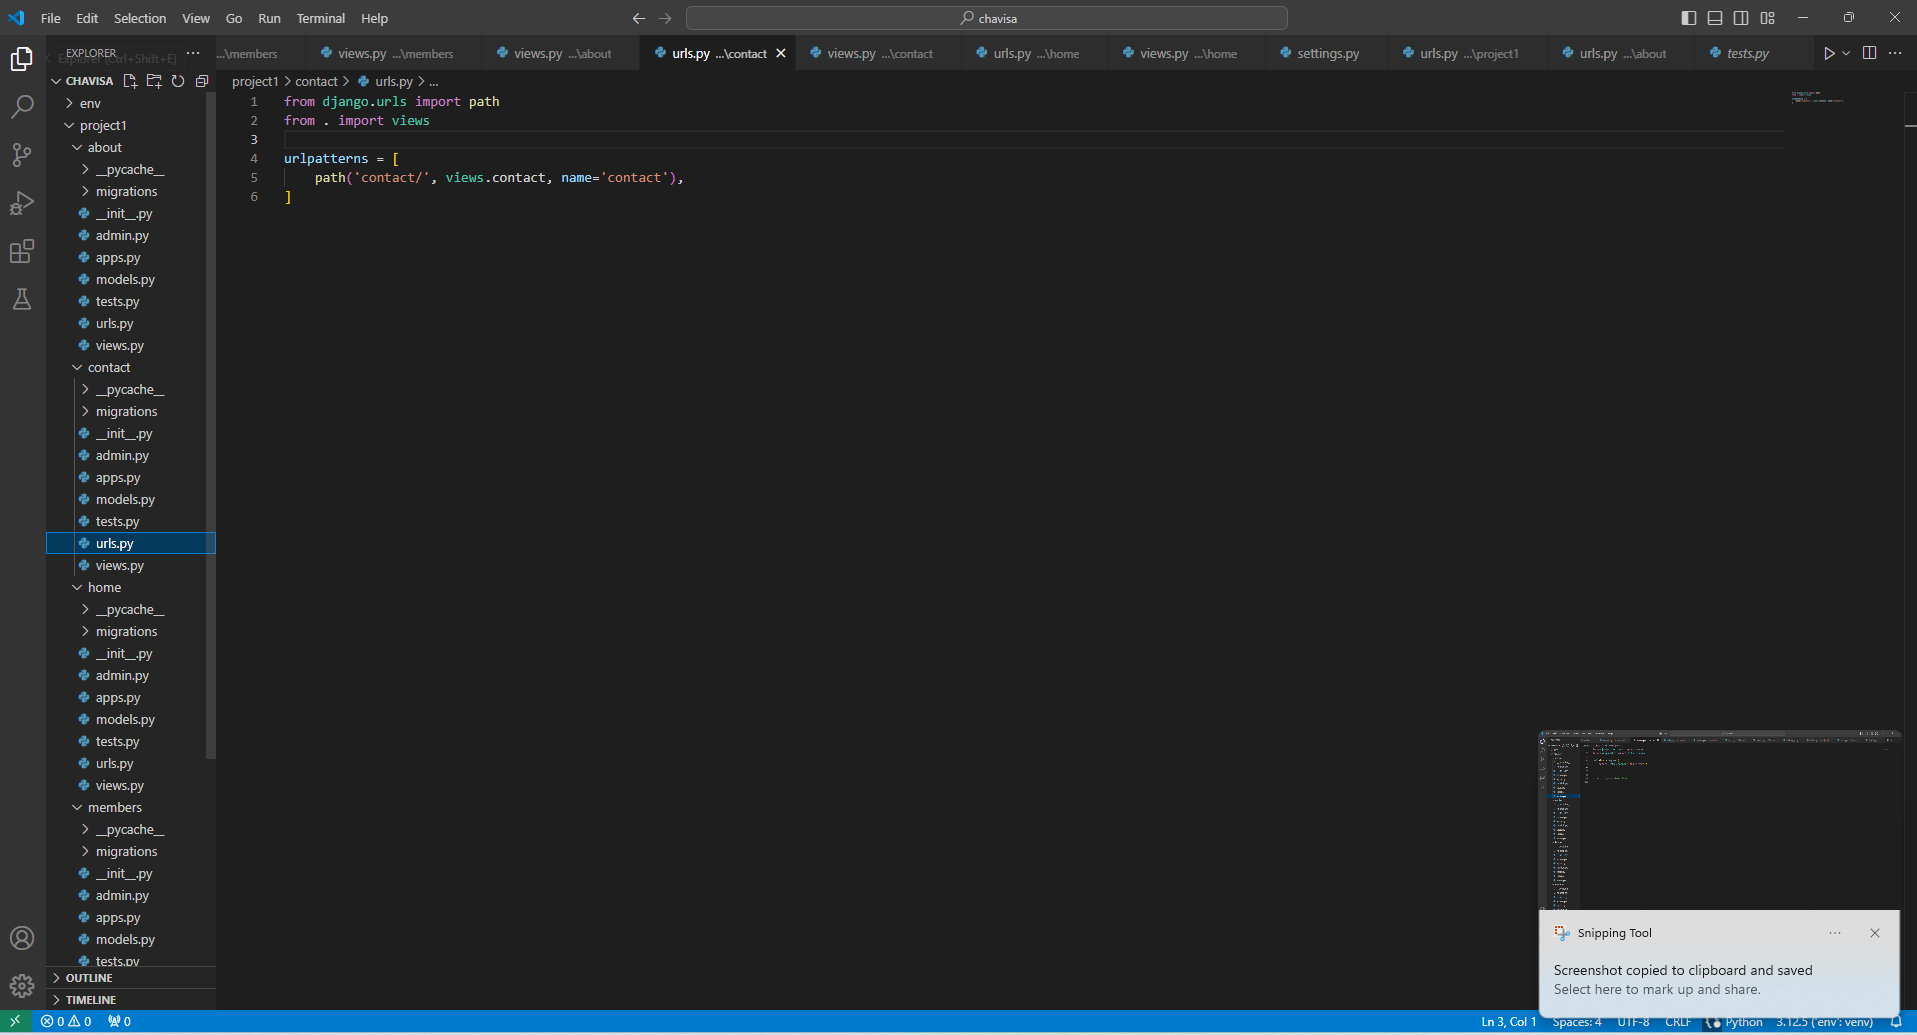 File Edit Selection View Go Run Terminal Help
chavisa
EXPLORER
...\members
views.py ...\members
views.py ...\about
urls.py ...\contact
views.py ...\contact
urls.py ...\home
views.py ...\home
settings.py
urls.py ...\project1
urls.py ...\about
tests.py
Explorer (Ctrl+Shift+E)
CHAVISA
project1 > contact > urls.py > ...
env
project1
about
__pycache__
migrations
__init__.py
admin.py
apps.py
models.py
tests.py
urls.py
views.py
contact
__pycache__
migrations
__init__.py
admin.py
apps.py
models.py
tests.py
urls.py
views.py
home
__pycache__
migrations
__init__.py
admin.py
apps.py
models.py
tests.py
urls.py
views.py
members
__pycache__
migrations
__init__.py
admin.py
apps.py
models.py
tests.py
OUTLINE
TIMELINE
1 from django.urls import path
2 from . import views
3
4 urlpatterns = [
5 path('contact/', views.contact, name='contact'),
6 ]
Snipping Tool
Screenshot copied to clipboard and saved
Select here to mark up and share.
0 0 0
Ln 3, Col 1 Spaces: 4 UTF-8 CRLF Python 3.12.5 ('env': venv)